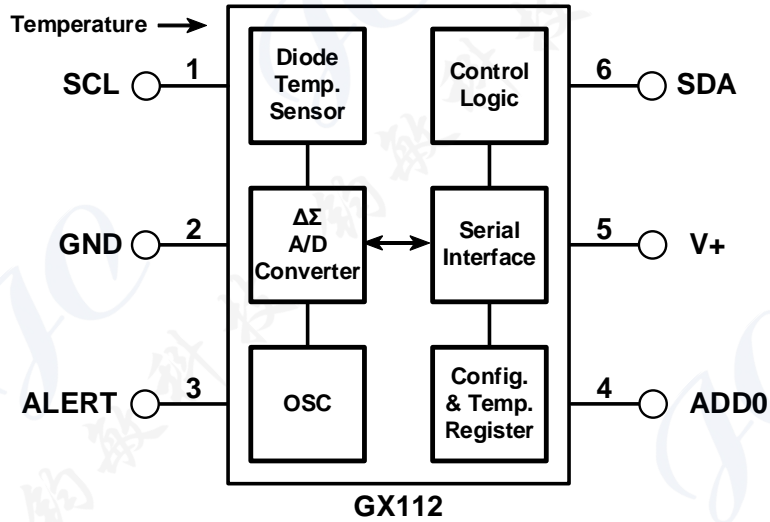 Temperature
SCL
1
Diode
Temp.
Sensor
Control
Logic
6
SDA
GND
2
ΔΣ
A/D
Converter
Serial
Interface
5
V+
ALERT
3
OSC
Config.
& Temp.
Register
4
ADD0
GX112